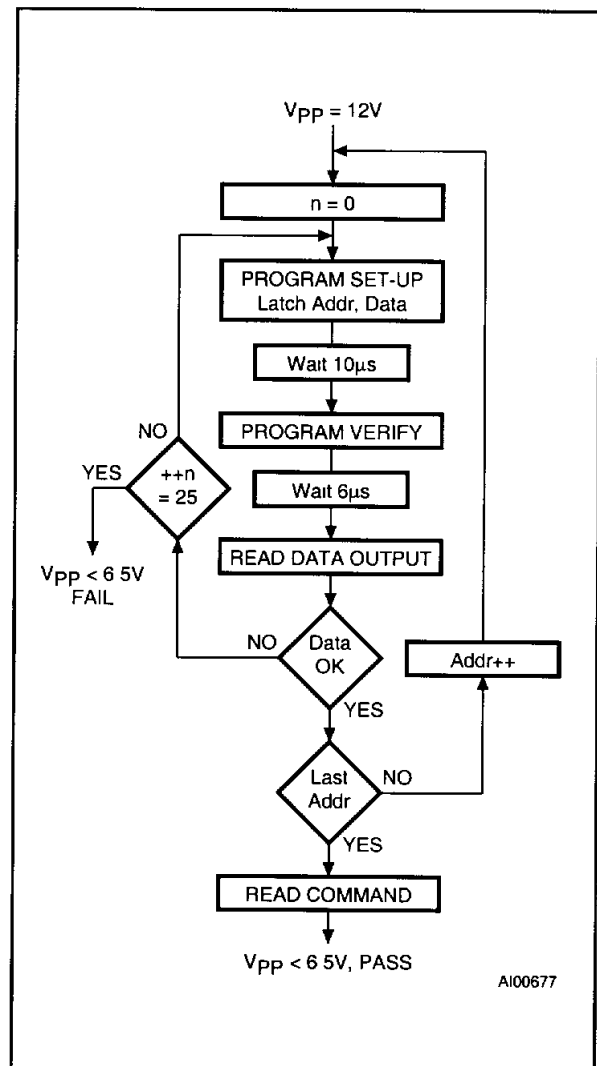 VPP = 12V
n = 0
PROGRAM SET-UP
Latch Addr, Data
Wait 10µs
NO
PROGRAM VERIFY
YES
++n
= 25
Wait 6µs
READ DATA OUTPUT
VPP < 6 5V
FAIL
NO
Data
OK
Addr++
YES
Last
Addr
NO
YES
READ COMMAND
VPP < 6 5V, PASS
AI00677